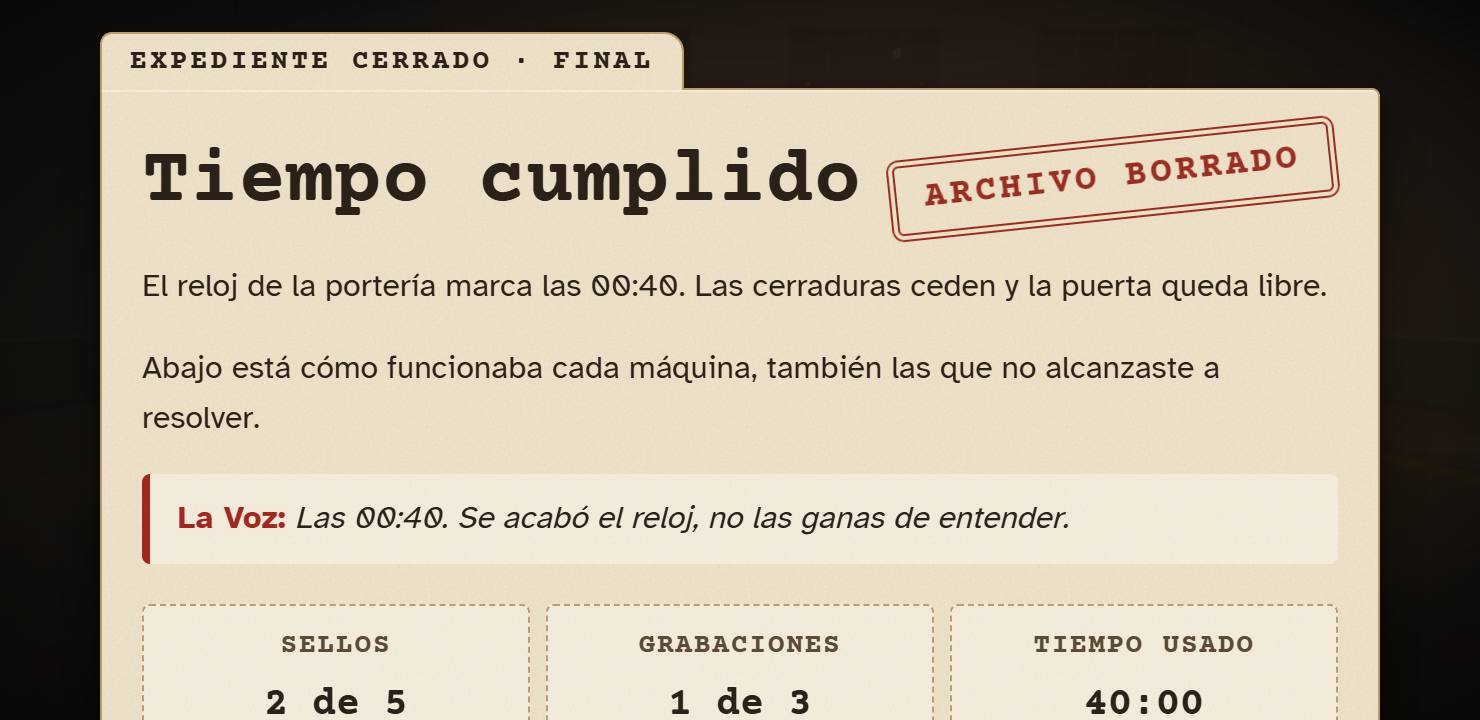 EXPEDIENTE CERRADO · FINAL
Tiempo cumplido
ARCHIVO BORRADO
El reloj de la portería marca las 00:40. Las cerraduras ceden y la puerta queda libre.
Abajo está cómo funcionaba cada máquina, también las que no alcanzaste a
resolver.
La Voz: Las 00:40. Se acabó el reloj, no las ganas de entender.
SELLOS
2 de 5
GRABACIONES
1 de 3
TIEMPO USADO
40:00